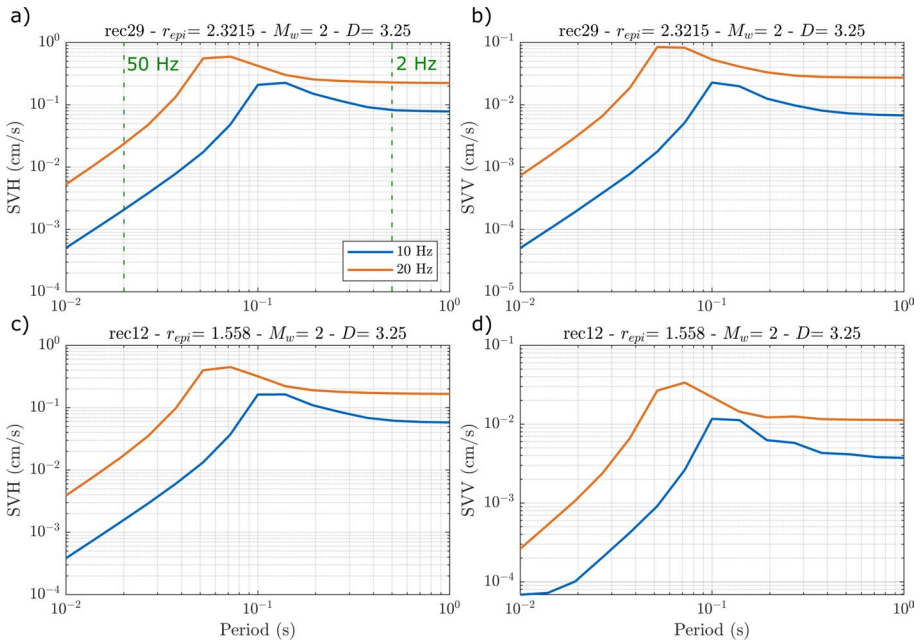 a)
rec29 - r_epi= 2.3215 - M_w= 2 - D= 3.25
10^0
10^-1
10^-2
10^-3
10^-4
SVH (cm/s)
50 Hz
2 Hz
10 Hz
20 Hz
10^-2
10^-1
10^0
b)
rec29 - r_epi= 2.3215 - M_w= 2 - D= 3.25
10^-1
10^-2
10^-3
10^-4
10^-5
SVV (cm/s)
10^-2
10^-1
10^0
c)
rec12 - r_epi= 1.558 - M_w= 2 - D= 3.25
10^0
10^-1
10^-2
10^-3
10^-4
SVH (cm/s)
10^-2
10^-1
10^0
Period (s)
d)
rec12 - r_epi= 1.558 - M_w= 2 - D= 3.25
10^-1
10^-2
10^-3
10^-4
SVV (cm/s)
10^-2
10^-1
10^0
Period (s)